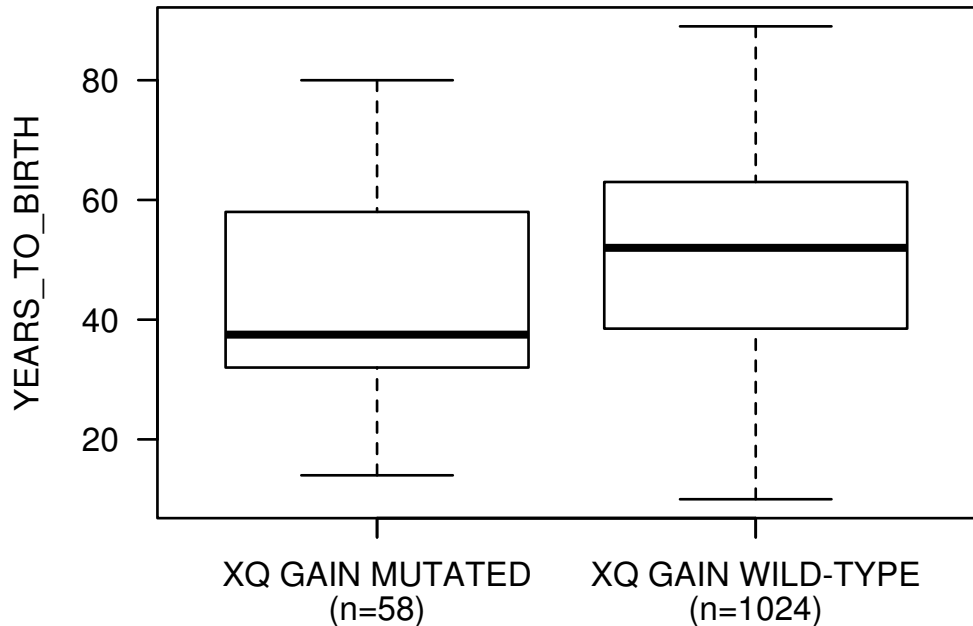 YEARS_TO_BIRTH
80
60
40
20
XQ GAIN MUTATED
(n=58)
XQ GAIN WILD-TYPE
(n=1024)